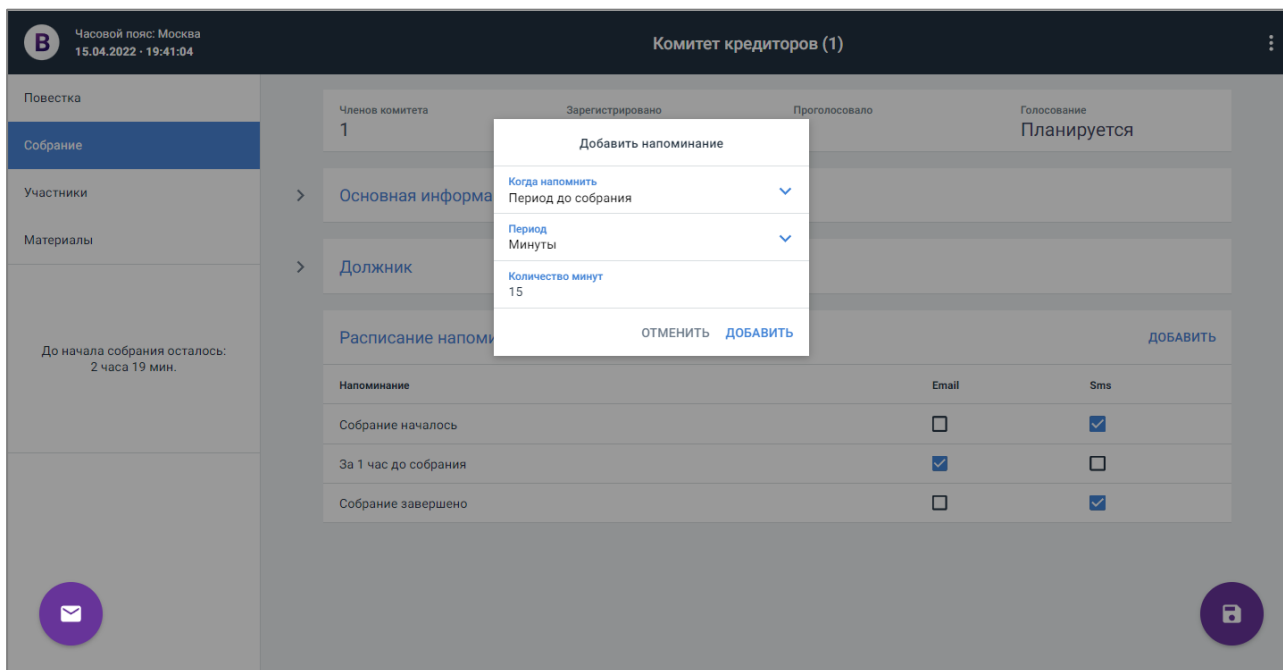 B
Часовой пояс: Москва
15.04.2022 · 19:41:04
Комитет кредиторов (1)
Повестка
Собрание
Участники
Материалы
До начала собрания осталось:
2 часа 19 мин.
Членов комитета
1
Зарегистрировано
Проголосовало
Голосование
Планируется
Основная информа
Должник
Расписание напоми
ДОБАВИТЬ
Добавить напоминание
Когда напомнить
Период до собрания
Период
Минуты
Количество минут
15
ОТМЕНИТЬ ДОБАВИТЬ
Напоминание Email Sms
Собрание началось
За 1 час до собрания
Собрание завершено